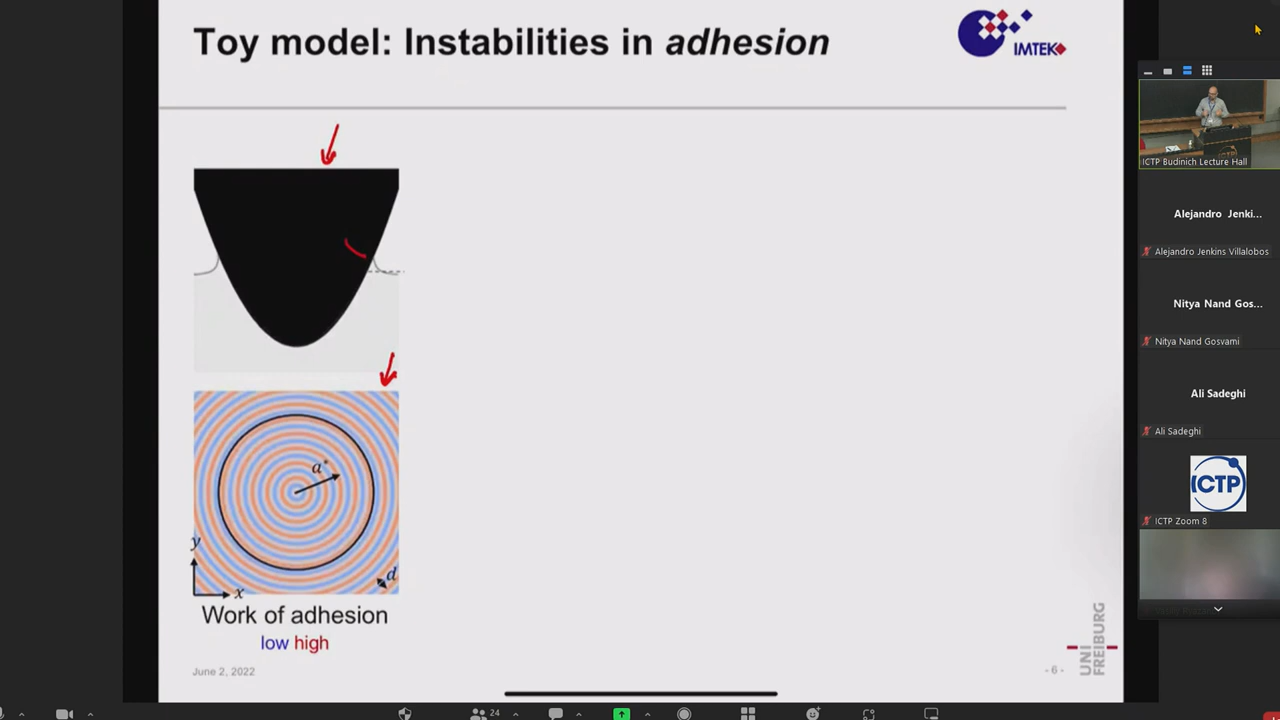 Toy model: Instabilities in adhesion
IMTEK
a*
y
x
d
Work of adhesion
low high
June 2, 2022
- 6 -
UNI
FREIBURG
ICTP Budinich Lecture Hall
Alejandro Jenki...
Alejandro Jenkins Villalobos
Nitya Nand Gos...
Nitya Nand Gosvami
Ali Sadeghi
Ali Sadeghi
ICTP
ICTP Zoom 8
24